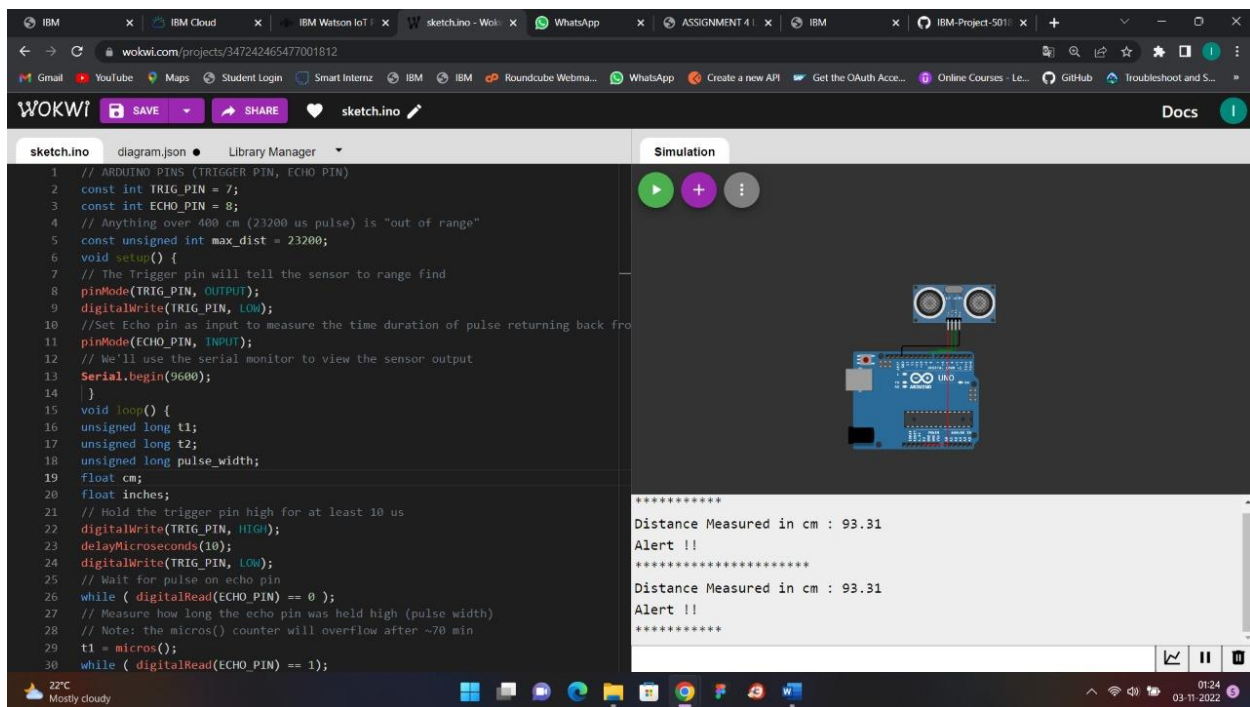 IBM
IBM Cloud
IBM Watson IoT P
sketch.ino - Wok
WhatsApp
ASSIGNMENT 4
IBM
IBM-Project-5018
wokwi.com/projects/347242465477001812
Gmail YouTube Maps Student Login Smart Internz IBM IBM Roundcube Webma... WhatsApp Create a new API Get the OAuth Acce... Online Courses - Le... GitHub Troubleshoot and S... »
WOKWI SAVE SHARE sketch.ino Docs I
sketch.ino diagram.json ● Library Manager
1 // ARDUINO PINS (TRIGGER PIN, ECHO PIN)
2 const int TRIG_PIN = 7;
3 const int ECHO_PIN = 8;
4 // Anything over 400 cm (23200 us pulse) is "out of range"
5 const unsigned int max_dist = 23200;
6 void setup() {
7 // The Trigger pin will tell the sensor to range find
8 pinMode(TRIG_PIN, OUTPUT);
9 digitalWrite(TRIG_PIN, LOW);
10 //Set Echo pin as input to measure the time duration of pulse returning back fro
11 pinMode(ECHO_PIN, INPUT);
12 // We'll use the serial monitor to view the sensor output
13 Serial.begin(9600);
14 }
15 void loop() {
16 unsigned long t1;
17 unsigned long t2;
18 unsigned long pulse_width;
19 float cm;
20 float inches;
21 // Hold the trigger pin high for at least 10 us
22 digitalWrite(TRIG_PIN, HIGH);
23 delayMicroseconds(10);
24 digitalWrite(TRIG_PIN, LOW);
25 // Wait for pulse on echo pin
26 while ( digitalRead(ECHO_PIN) == 0 );
27 // Measure how long the echo pin was held high (pulse width)
28 // Note: the micros() counter will overflow after ~70 min
29 t1 = micros();
30 while ( digitalRead(ECHO_PIN) == 1);
Simulation
UNO
ARDUINO
***********
Distance Measured in cm : 93.31
Alert !!
**********************
Distance Measured in cm : 93.31
Alert !!
***********
22°C
Mostly cloudy
01:24
03-11-2022
5